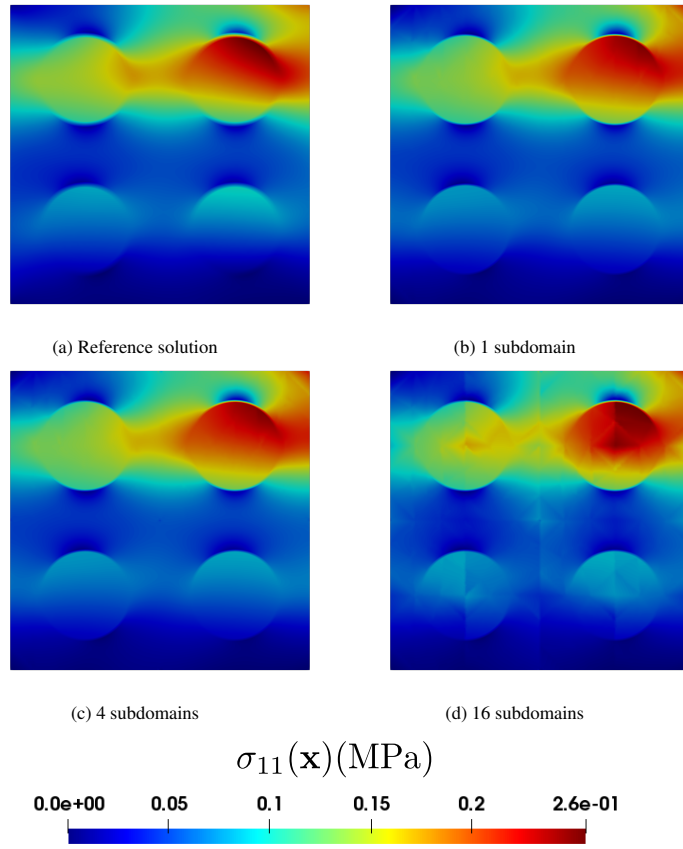 (a) Reference solution
(b) 1 subdomain
(c) 4 subdomains
(d) 16 subdomains
σ₁₁(𝐱)(MPa)
0.0e+00 0.05 0.1 0.15 0.2 2.6e-01